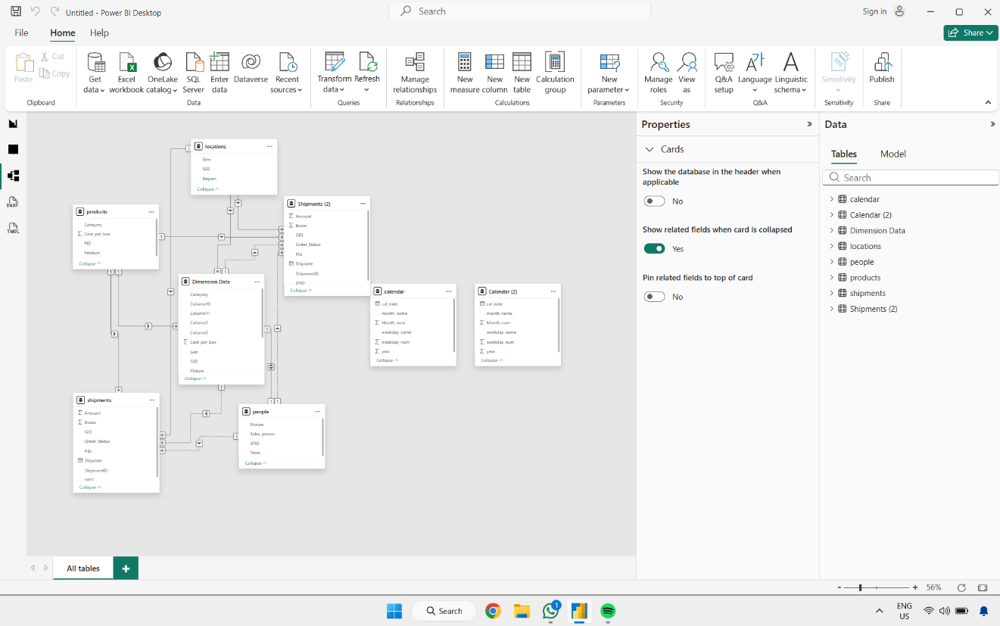 Untitled - Power BI Desktop
Search
Sign in
File
Home
Help
Share
Paste
Cut
Copy
Clipboard
Get data
Excel workbook
OneLake catalog
SQL Server
Enter data
Dataverse
Recent sources
Data
Transform data
Refresh
Queries
Manage relationships
Relationships
New measure
New column
New table
Calculation group
Calculations
New parameter
Parameters
Manage roles
View as
Security
Q&A setup
Language
Linguistic schema
Q&A
Sensitivity
Sensitivity
Publish
Share
DAX
TMDL
locations
Geo
GID
Region
Collapse
products
Category
Cost_per_box
PID
Product
Collapse
Shipments (2)
Amount
Boxes
GID
Order_Status
PID
Shipdate
ShipmentID
SPID
Collapse
Dimension Data
Category
Column10
Column11
Column5
Column6
Cost_per_box
Geo
GID
Picture
Collapse
calendar
cal_date
month_name
Month_num
weekday_name
weekday_num
year
Collapse
Calendar (2)
cal_date
month_name
Month_num
weekday_name
weekday_num
year
Collapse
shipments
Amount
Boxes
GID
Order_Status
PID
Shipdate
ShipmentID
SPID
Collapse
people
Picture
Sales_person
SPID
Team
Collapse
Properties
Cards
Show the database in the header when
applicable
No
Show related fields when card is collapsed
Yes
Pin related fields to top of card
No
Data
Tables
Model
Search
calendar
Calendar (2)
Dimension Data
locations
people
products
shipments
Shipments (2)
All tables
- + 56%
Search
1
ENG
US